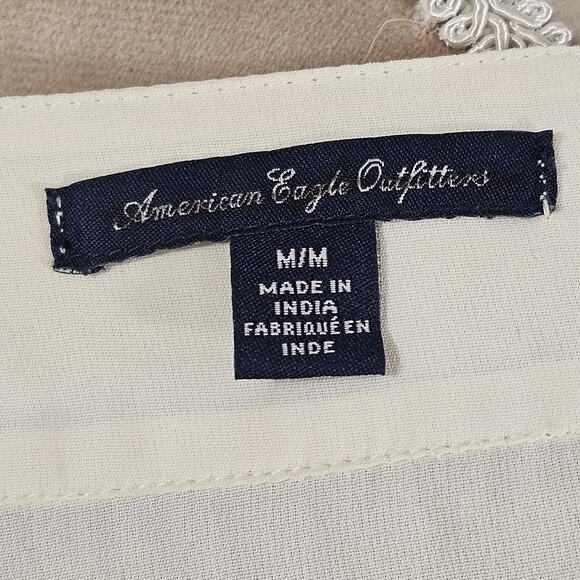 American Eagle Outfitters
M/M
MADE IN
INDIA
FABRIQUÉ EN
INDE